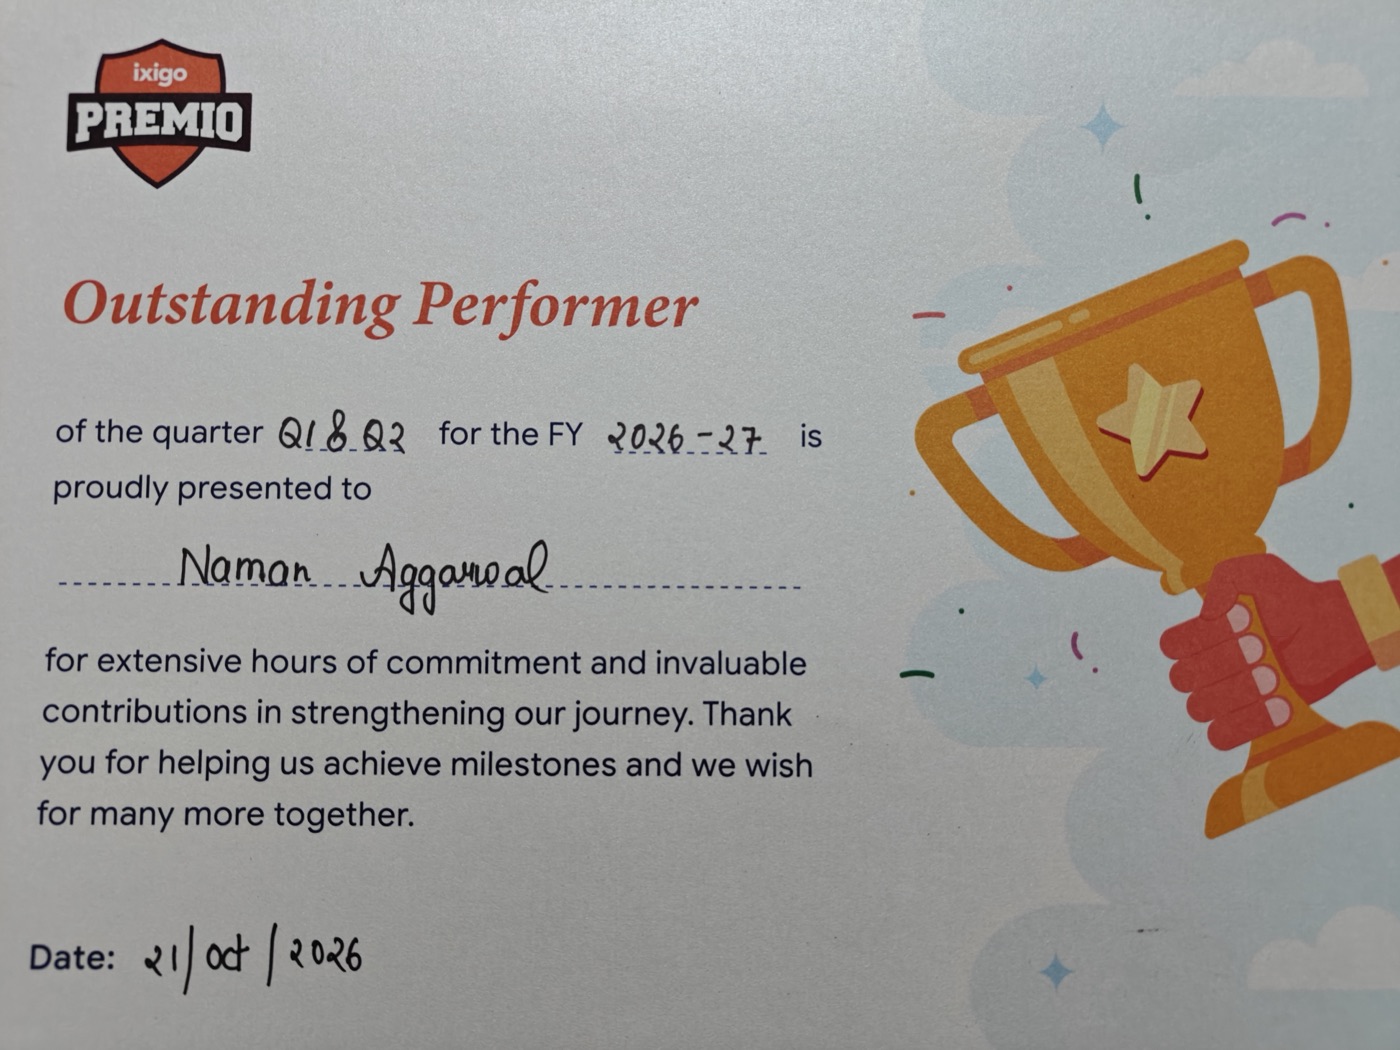 ixigo
PREMIO
Outstanding Performer
of the quarter Q1 & Q2 for the FY 2026-27 is
proudly presented to
Naman Aggarwal
for extensive hours of commitment and invaluable
contributions in strengthening our journey. Thank
you for helping us achieve milestones and we wish
for many more together.
Date: 21/Oct/2026